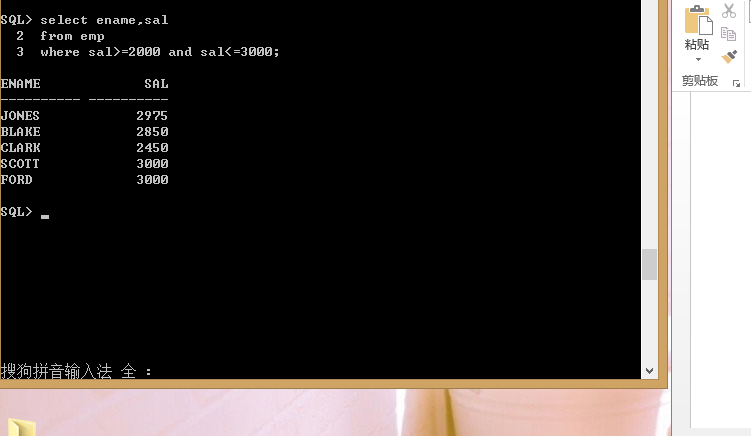 SQL> select ename,sal
2 from emp
3 where sal>=2000 and sal<=3000;
ENAME SAL
---------- ----------
JONES 2975
BLAKE 2850
CLARK 2450
SCOTT 3000
FORD 3000
SQL> _
搜狗拼音输入法 全 :
粘贴
剪贴板